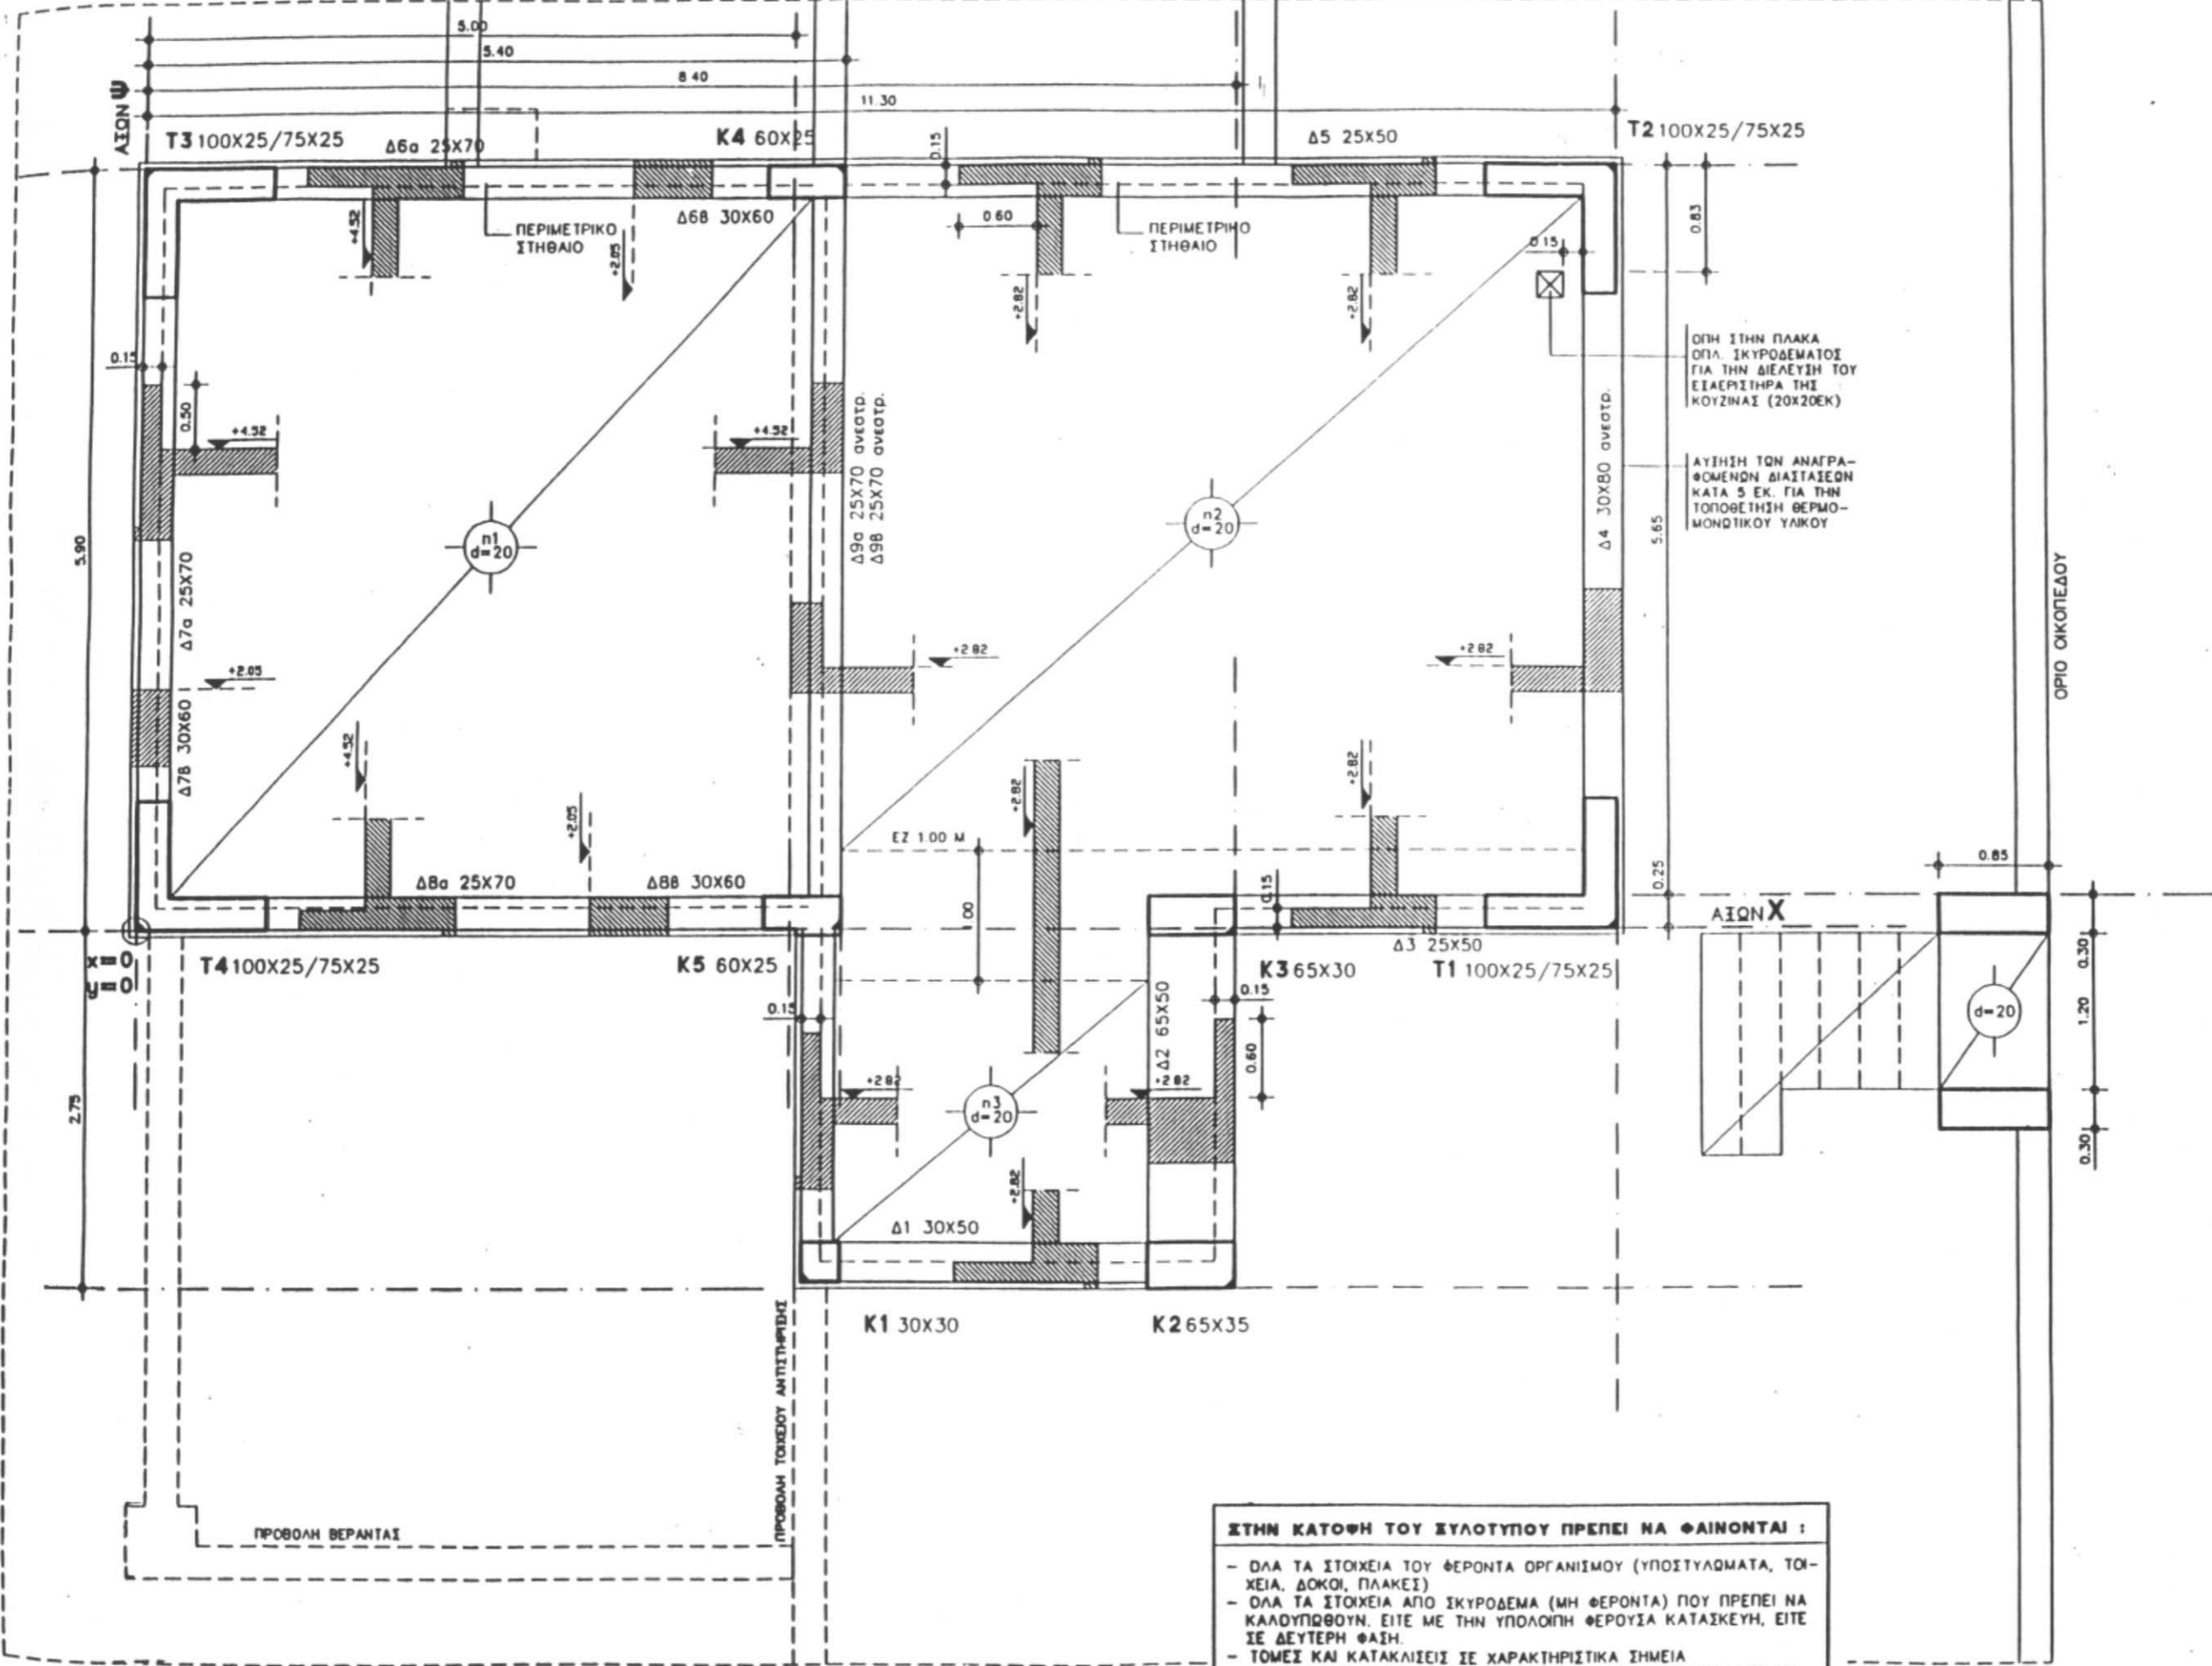 5.00
5.40
8 40
11.30
ΑΞΩΝ Ψ
T3 100X25/75X25
Δ6α 25X70
K4 60X25
0.15
Δ5 25X50
T2 100X25/75X25
+4.52
ΠΕΡΙΜΕΤΡΙΚΟ
ΣΤΗΘΑΙΟ
+2.05
Δ6Β 30X60
0 60
ΠΕΡΙΜΕΤΡΙΚΟ
ΣΤΗΘΑΙΟ
0.15
0.83
+2.82
+2.82
0.15
0.50
+4.52
+4.52
Δ9α 25X70 ανεστρ.
Δ9Β 25X70 ανεστρ.
ΟΠΗ ΣΤΗΝ ΠΛΑΚΑ
ΟΠΛ. ΣΚΥΡΟΔΕΜΑΤΟΣ
ΓΙΑ ΤΗΝ ΔΙΕΛΕΥΣΗ ΤΟΥ
ΕΞΑΕΡΙΣΤΗΡΑ ΤΗΣ
ΚΟΥΖΙΝΑΣ (20X20ΕΚ)
Δ4 30X80 ανεστρ.
ΑΥΞΗΣΗ ΤΩΝ ΑΝΑΓΡΑ-
ΦΟΜΕΝΩΝ ΔΙΑΣΤΑΣΕΩΝ
ΚΑΤΑ 5 ΕΚ. ΓΙΑ ΤΗΝ
ΤΟΠΟΘΕΤΗΣΗ ΘΕΡΜΟ-
ΜΟΝΩΤΙΚΟΥ ΥΛΙΚΟΥ
5.90
n1
d=20
n2
d=20
5.65
ΟΡΙΟ ΟΙΚΟΠΕΔΟΥ
Δ7α 25X70
+2.05
Δ7Β 30X60
+2 82
+2 82
+4.52
+2.05
+2.82
+2.82
ΕΖ 1.00 Μ
1.00
0.25
0.85
Δ8α 25X70
Δ8Β 30X60
0.15
ΑΞΩΝ X
x=0
y=0
T4 100X25/75X25
K5 60X25
K3 65X30
Δ3 25X50
T1 100X25/75X25
0.30
0.15
0.15
Δ2 65X50
0.60
d=20
1.20
2.75
+2 82
n3
d=20
+2 82
0.30
+2.82
Δ1 30X50
K1 30X30
K2 65X35
ΠΡΟΒΟΛΗ ΤΟΙΧΕΙΟΥ ΑΝΤΙΣΤΗΡΙΞΗΣ
ΠΡΟΒΟΛΗ ΒΕΡΑΝΤΑΣ
ΣΤΗΝ ΚΑΤΟΨΗ ΤΟΥ ΞΥΛΟΤΥΠΟΥ ΠΡΕΠΕΙ ΝΑ ΦΑΙΝΟΝΤΑΙ :
- ΟΛΑ ΤΑ ΣΤΟΙΧΕΙΑ ΤΟΥ ΦΕΡΟΝΤΑ ΟΡΓΑΝΙΣΜΟΥ (ΥΠΟΣΤΥΛΩΜΑΤΑ, ΤΟΙ-
ΧΕΙΑ, ΔΟΚΟΙ, ΠΛΑΚΕΣ)
- ΟΛΑ ΤΑ ΣΤΟΙΧΕΙΑ ΑΠΟ ΣΚΥΡΟΔΕΜΑ (ΜΗ ΦΕΡΟΝΤΑ) ΠΟΥ ΠΡΕΠΕΙ ΝΑ
ΚΑΛΟΥΠΩΘΟΥΝ, ΕΙΤΕ ΜΕ ΤΗΝ ΥΠΟΛΟΙΠΗ ΦΕΡΟΥΣΑ ΚΑΤΑΣΚΕΥΗ, ΕΙΤΕ
ΣΕ ΔΕΥΤΕΡΗ ΦΑΣΗ.
- ΤΟΜΕΣ ΚΑΙ ΚΑΤΑΚΛΙΣΕΙΣ ΣΕ ΧΑΡΑΚΤΗΡΙΣΤΙΚΑ ΣΗΜΕΙΑ